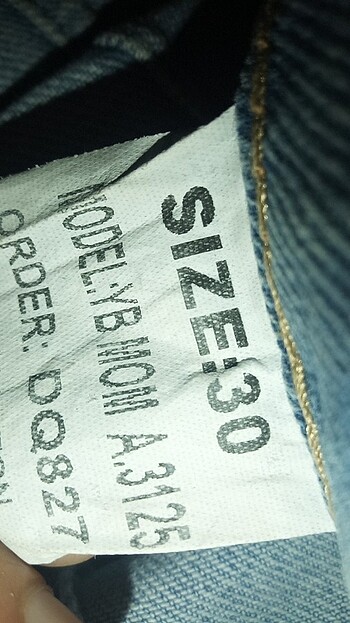 SIZE:30
MODEL:YB MOM A.3125
ORDER: DQ827